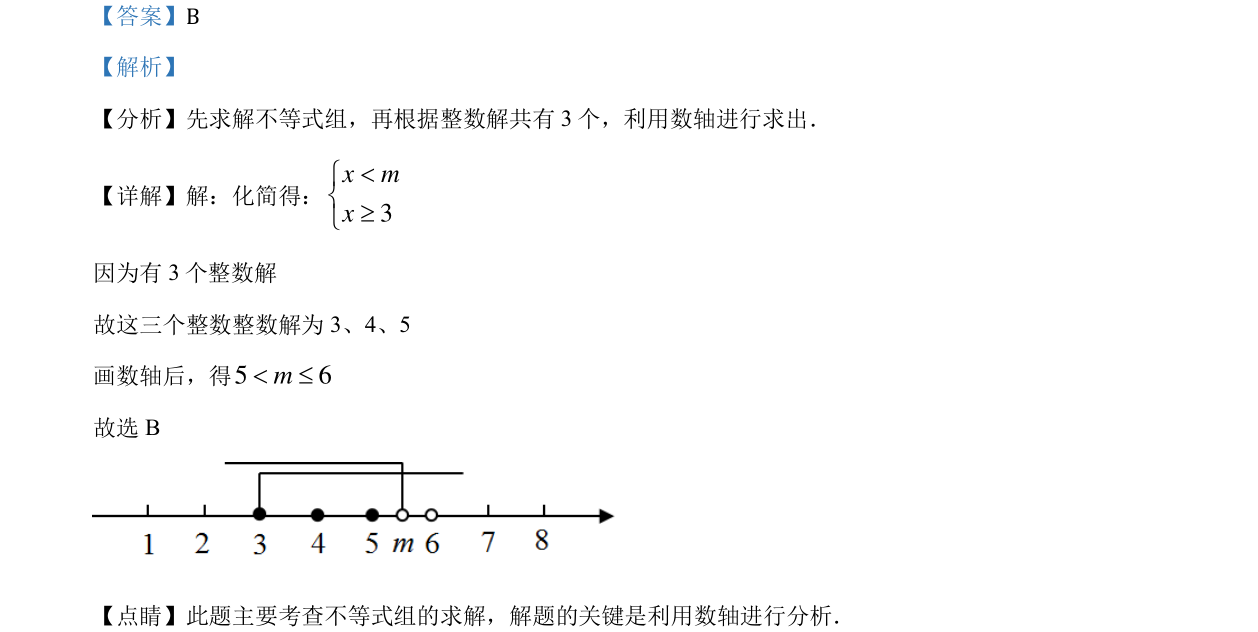 【答案】B
【解析】
【分析】先求解不等式组，再根据整数解共有 3 个，利用数轴进行求出．
【详解】解：化简得：{x < m
x ≥ 3
因为有 3 个整数解
故这三个整数整数解为 3、4、5
画数轴后，得5 < m ≤ 6
故选 B
1 2 3 4 5 m 6 7 8
【点睛】此题主要考查不等式组的求解，解题的关键是利用数轴进行分析．